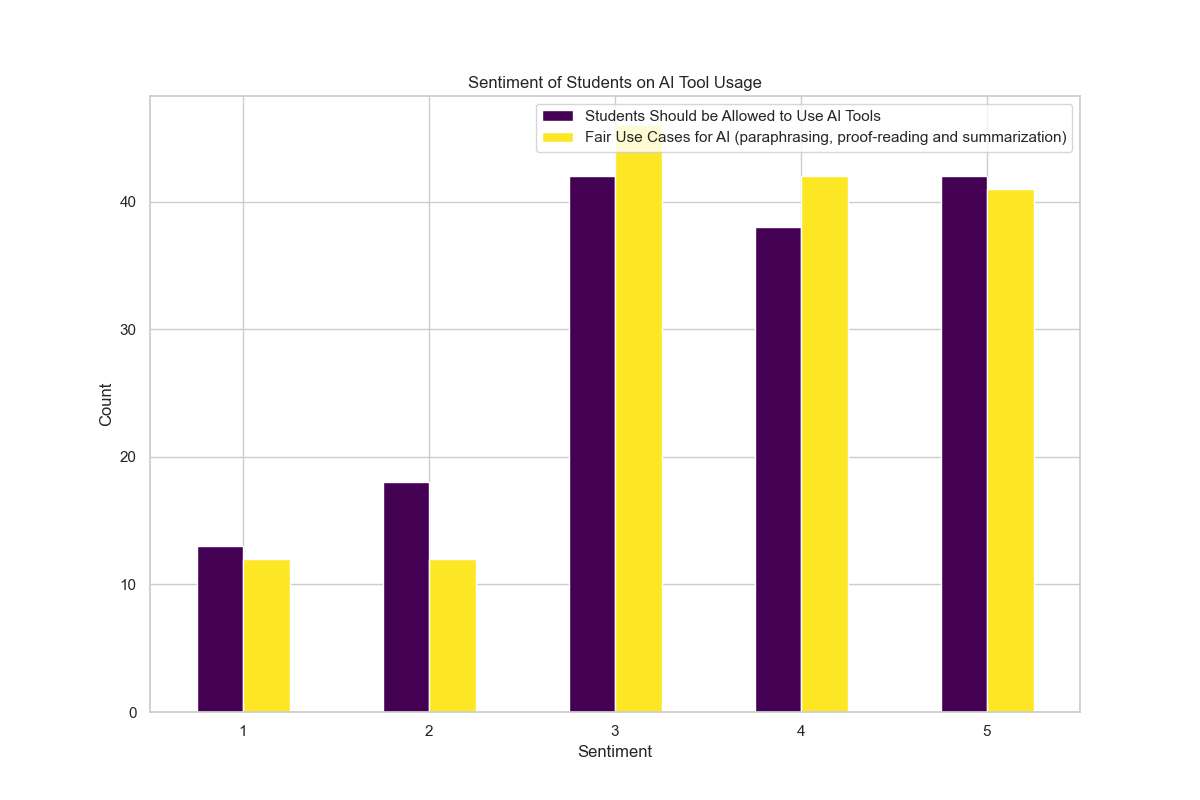 Sentiment of Students on AI Tool Usage
Students Should be Allowed to Use AI Tools
Fair Use Cases for AI (paraphrasing, proof-reading and summarization)
40
30
20
10
0
Count
1 2 3 4 5
Sentiment